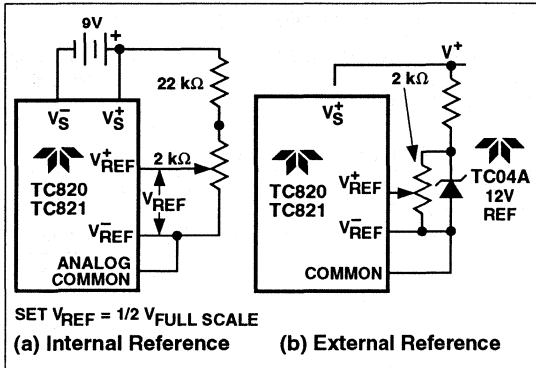 9V
+
22 kΩ
V⁻S
V⁺S
V⁺REF
2 kΩ
TC820
TC821
VREF
V⁻REF
ANALOG
COMMON
SET VREF = 1/2 VFULL SCALE
(a) Internal Reference
V⁺
2 kΩ
V⁺S
TC820
TC821
V⁺REF
V⁻REF
COMMON
TC04A
12V
REF
(b) External Reference